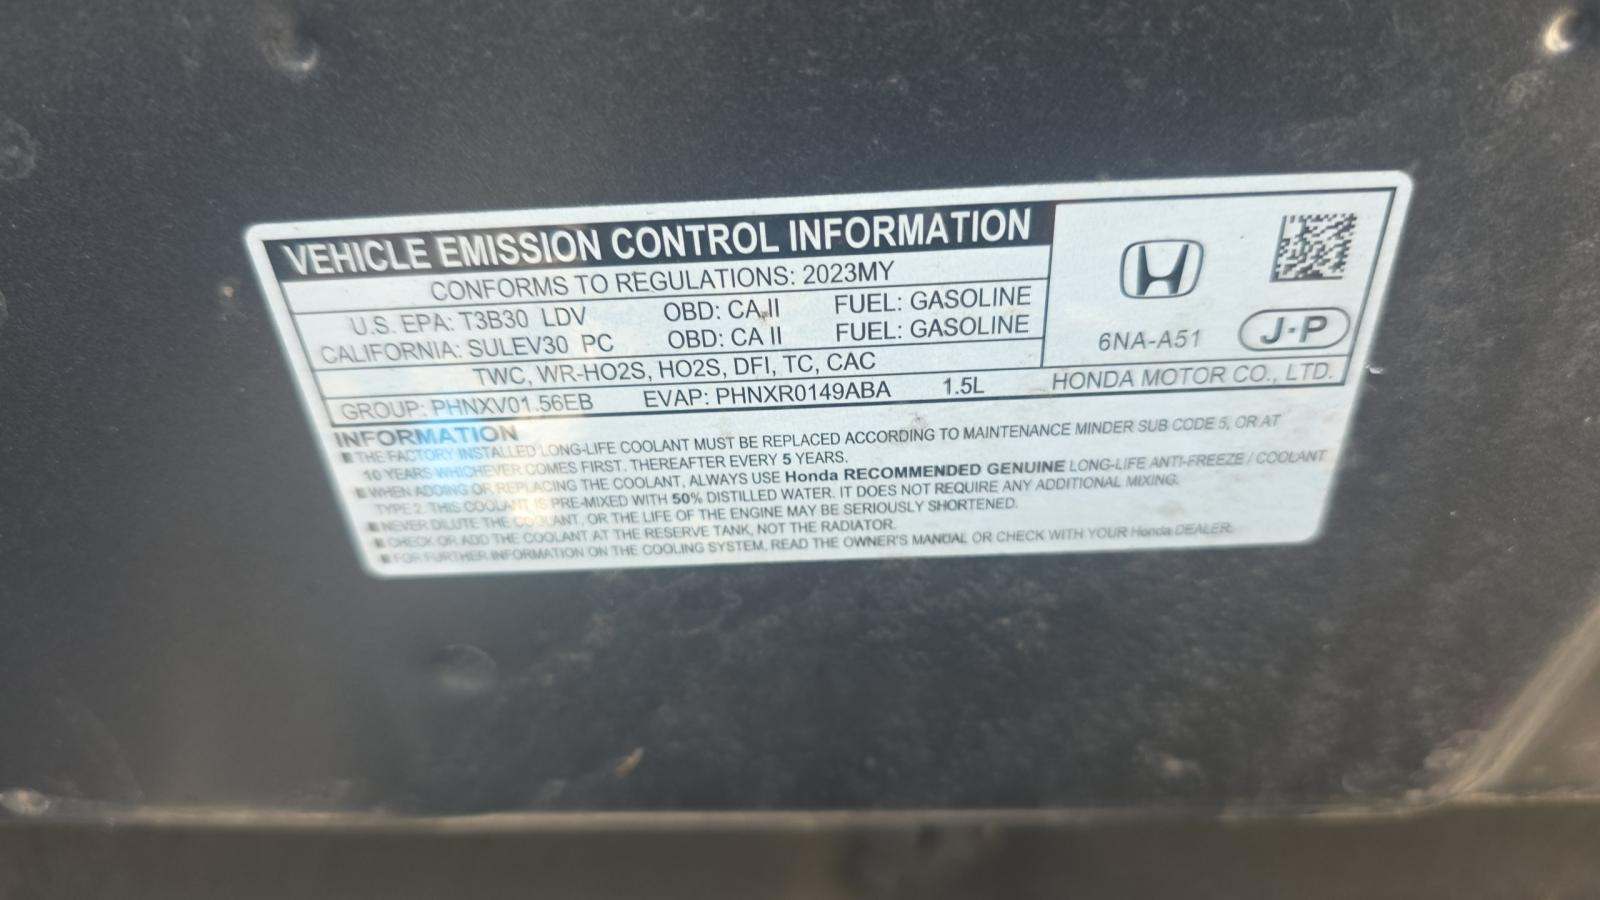 VEHICLE EMISSION CONTROL INFORMATION
CONFORMS TO REGULATIONS: 2023MY
U.S. EPA: T3B30 LDV OBD: CA II FUEL: GASOLINE
CALIFORNIA: SULEV30 PC OBD: CA II FUEL: GASOLINE
TWC, WR-HO2S, HO2S, DFI, TC, CAC
6NA-A51 J-P
GROUP: PHNXV01.56EB EVAP: PHNXR0149ABA 1.5L HONDA MOTOR CO., LTD.
INFORMATION
■ THE FACTORY INSTALLED LONG-LIFE COOLANT MUST BE REPLACED ACCORDING TO MAINTENANCE MINDER SUB CODE 5, OR AT
10 YEARS WHICHEVER COMES FIRST. THEREAFTER EVERY 5 YEARS.
■ WHEN ADDING OR REPLACING THE COOLANT, ALWAYS USE Honda RECOMMENDED GENUINE LONG-LIFE ANTI-FREEZE / COOLANT
TYPE 2. THIS COOLANT IS PRE-MIXED WITH 50% DISTILLED WATER. IT DOES NOT REQUIRE ANY ADDITIONAL MIXING.
■ NEVER DILUTE THE COOLANT, OR THE LIFE OF THE ENGINE MAY BE SERIOUSLY SHORTENED.
■ CHECK OR ADD THE COOLANT AT THE RESERVE TANK, NOT THE RADIATOR.
■ FOR FURTHER INFORMATION ON THE COOLING SYSTEM, READ THE OWNER'S MANUAL OR CHECK WITH YOUR Honda DEALER.